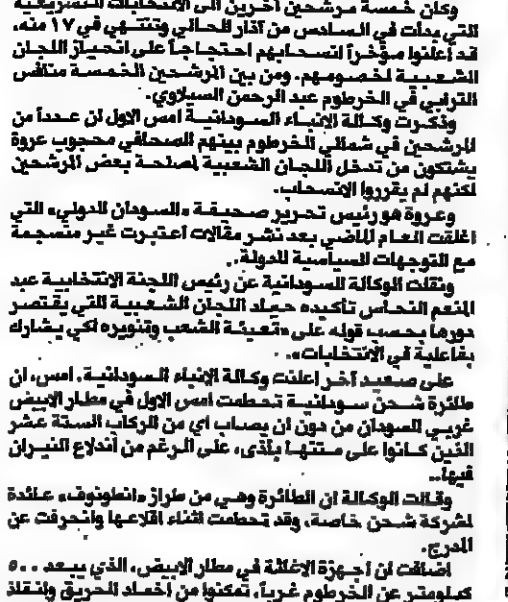 وكان خمسة مرشحين آخرين الى الانتخابات التشريعية
التي بدأت في السادس من آذار الحالي وتنتهي في ١٧ منه،
قد أعلنوا مؤخراً انسحابهم احتجاجاً على انحياز اللجان
الشعبية لخصومهم. ومن بين المرشحين الخمسة منافس
الترابي في الخرطوم عبد الرحمن الصيلاوي.
وذكرت وكالة الانباء السودانية امس الاول ان عدداً من
المرشحين في شمالي الخرطوم بينهم الصحافي محجوب عروة
يشتكون من تدخل اللجان الشعبية لمصلحة بعض المرشحين
لكنهم لم يقرروا الانسحاب.
وعروة هو رئيس تحرير صحيفة «السودان الدولي» التي
اغلقت العام الماضي بعد نشر مقالات اعتبرت غير منسجمة
مع التوجهات السياسية للدولة.
ونقلت الوكالة السودانية عن رئيس اللجنة الانتخابية عبد
المنعم النحاس تأكيده حياد اللجان الشعبية التي يقتصر
دورها بحسب قوله على «تعبئة الشعب وتنويره لكي يشارك
بفاعلية في الانتخابات».
على صعيد آخر اعلنت وكالة الانباء السودانية، امس، ان
طائرة شحن سودانية تحطمت امس الاول في مطار الابيض
غربي السودان من دون ان يصاب اي من الركاب الستة عشر
الذين كانوا على متنها بأذى، على الرغم من اندلاع النيران
فيها.
وقالت الوكالة ان الطائرة وهي من طراز «انطونوف» عائدة
لشركة شحن خاصة، وقد تحطمت اثناء اقلاعها وانحرفت عن
المدرج.
اضافت ان اجهزة الاغاثة في مطار الابيض، الذي يبعد ٥٠٠
كيلومتر عن الخرطوم غرباً، تمكنوا من اخماد الحريق وانقاذ